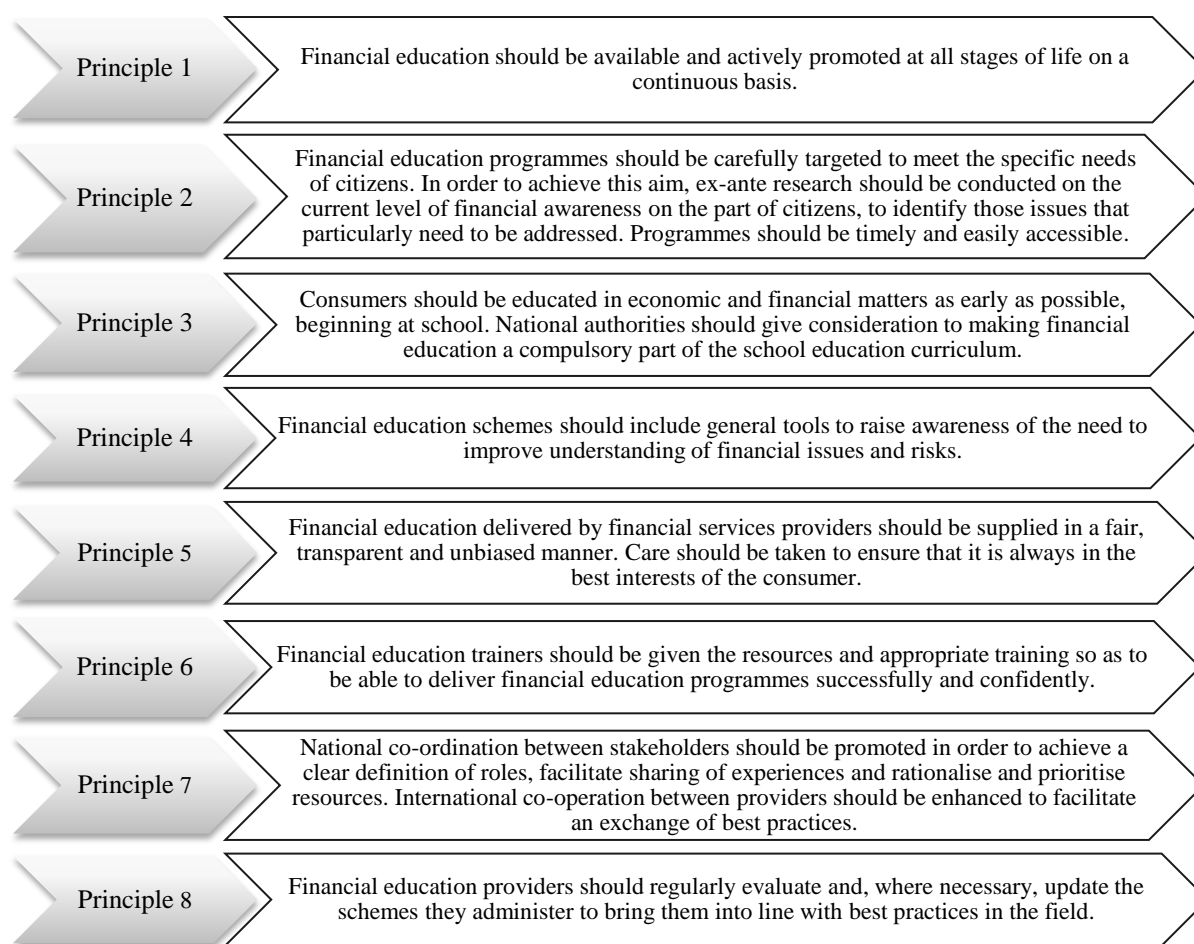 Principle 1
Financial education should be available and actively promoted at all stages of life on a
continuous basis.
Principle 2
Financial education programmes should be carefully targeted to meet the specific needs
of citizens. In order to achieve this aim, ex-ante research should be conducted on the
current level of financial awareness on the part of citizens, to identify those issues that
particularly need to be addressed. Programmes should be timely and easily accessible.
Principle 3
Consumers should be educated in economic and financial matters as early as possible,
beginning at school. National authorities should give consideration to making financial
education a compulsory part of the school education curriculum.
Principle 4
Financial education schemes should include general tools to raise awareness of the need to
improve understanding of financial issues and risks.
Principle 5
Financial education delivered by financial services providers should be supplied in a fair,
transparent and unbiased manner. Care should be taken to ensure that it is always in the
best interests of the consumer.
Principle 6
Financial education trainers should be given the resources and appropriate training so as to
be able to deliver financial education programmes successfully and confidently.
Principle 7
National co-ordination between stakeholders should be promoted in order to achieve a
clear definition of roles, facilitate sharing of experiences and rationalise and prioritise
resources. International co-operation between providers should be enhanced to facilitate
an exchange of best practices.
Principle 8
Financial education providers should regularly evaluate and, where necessary, update the
schemes they administer to bring them into line with best practices in the field.